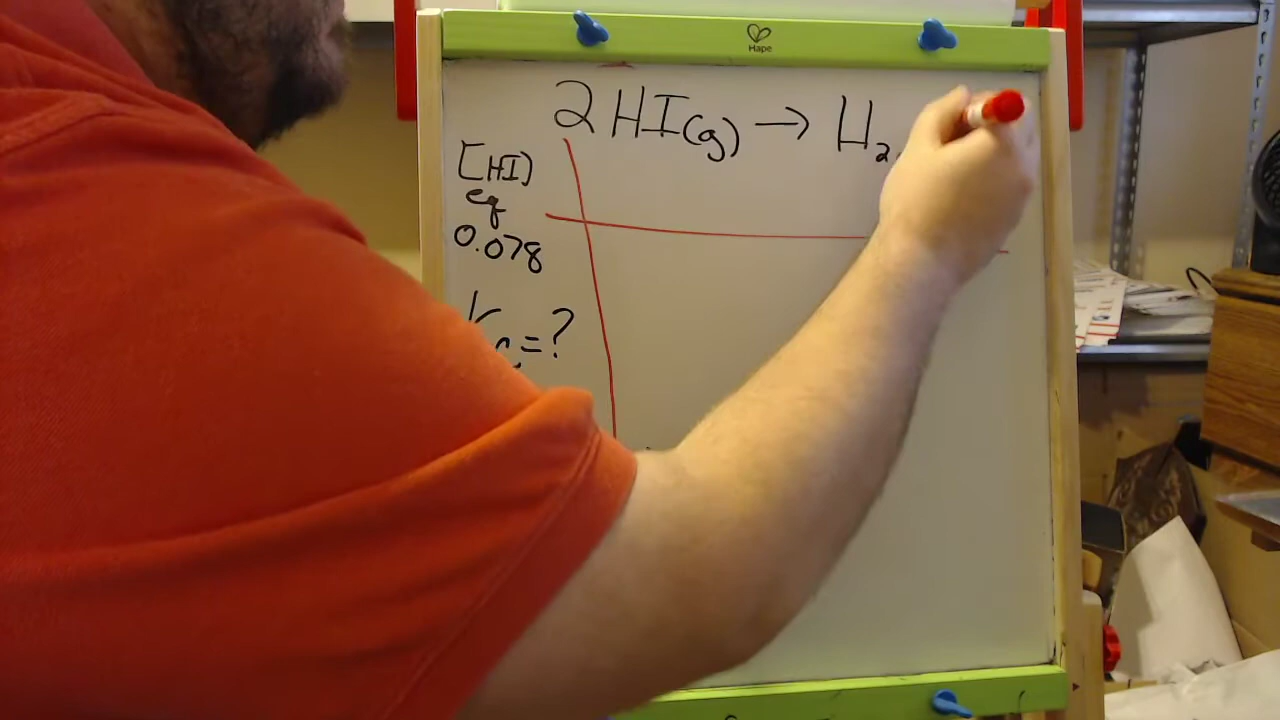 Hape
2HI(g) → H₂
[HI]
eq
0.078
Kc=?